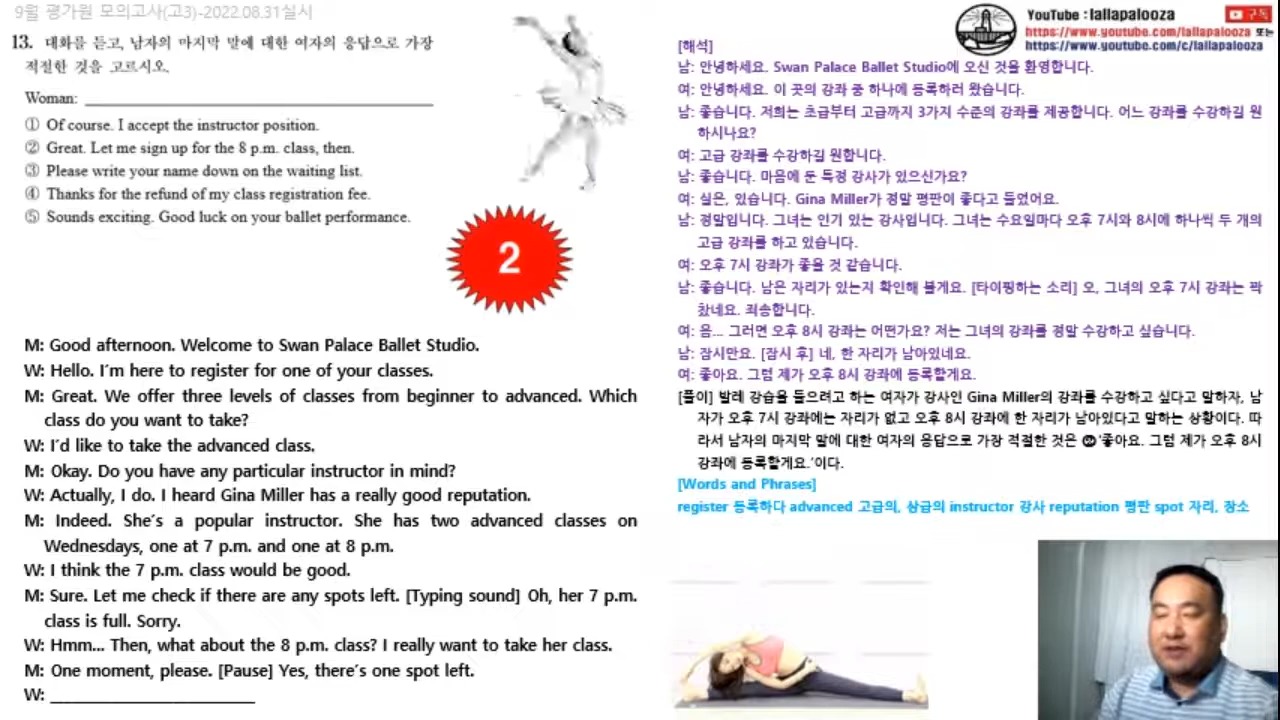 9월 평가원 모의고사(고3)-2022.08.31실시
13. 대화를 듣고, 남자의 마지막 말에 대한 여자의 응답으로 가장
적절한 것을 고르시오.
Woman:
① Of course. I accept the instructor position.
② Great. Let me sign up for the 8 p.m. class, then.
③ Please write your name down on the waiting list.
④ Thanks for the refund of my class registration fee.
⑤ Sounds exciting. Good luck on your ballet performance.
2
M: Good afternoon. Welcome to Swan Palace Ballet Studio.
W: Hello. I´m here to register for one of your classes.
M: Great. We offer three levels of classes from beginner to advanced. Which
class do you want to take?
W: I´d like to take the advanced class.
M: Okay. Do you have any particular instructor in mind?
W: Actually, I do. I heard Gina Miller has a really good reputation.
M: Indeed. She´s a popular instructor. She has two advanced classes on
Wednesdays, one at 7 p.m. and one at 8 p.m.
W: I think the 7 p.m. class would be good.
M: Sure. Let me check if there are any spots left. [Typing sound] Oh, her 7 p.m.
class is full. Sorry.
W: Hmm... Then, what about the 8 p.m. class? I really want to take her class.
M: One moment, please. [Pause] Yes, there´s one spot left.
W:
YouTube : lallapalooza
구독
https://www.youtube.com/lallapalooza 또는
https://www.youtube.com/c/lallapalooza
[해석]
남: 안녕하세요. Swan Palace Ballet Studio에 오신 것을 환영합니다.
여: 안녕하세요. 이 곳의 강좌 중 하나에 등록하러 왔습니다.
남: 좋습니다. 저희는 초급부터 고급까지 3가지 수준의 강좌를 제공합니다. 어느 강좌를 수강하길 원
하시나요?
여: 고급 강좌를 수강하길 원합니다.
남: 좋습니다. 마음에 둔 특정 강사가 있으신가요?
여: 실은, 있습니다. Gina Miller가 정말 평판이 좋다고 들었어요.
남: 정말입니다. 그녀는 인기 있는 강사입니다. 그녀는 수요일마다 오후 7시와 8시에 하나씩 두 개의
고급 강좌를 하고 있습니다.
여: 오후 7시 강좌가 좋을 것 같습니다.
남: 좋습니다. 남은 자리가 있는지 확인해 볼게요. [타이핑하는 소리] 오, 그녀의 오후 7시 강좌는 꽉
찼네요. 죄송합니다.
여: 음... 그러면 오후 8시 강좌는 어떤가요? 저는 그녀의 강좌를 정말 수강하고 싶습니다.
남: 잠시만요. [잠시 후] 네, 한 자리가 남아있네요.
여: 좋아요. 그럼 제가 오후 8시 강좌에 등록할게요.
[풀이] 발레 강습을 들으려고 하는 여자가 강사인 Gina Miller의 강좌를 수강하고 싶다고 말하자, 남
자가 오후 7시 강좌에는 자리가 없고 오후 8시 강좌에 한 자리가 남아있다고 말하는 상황이다. 따
라서 남자의 마지막 말에 대한 여자의 응답으로 가장 적절한 것은 ②‘좋아요. 그럼 제가 오후 8시
강좌에 등록할게요.’이다.
[Words and Phrases]
register 등록하다 advanced 고급의, 상급의 instructor 강사 reputation 평판 spot 자리, 장소